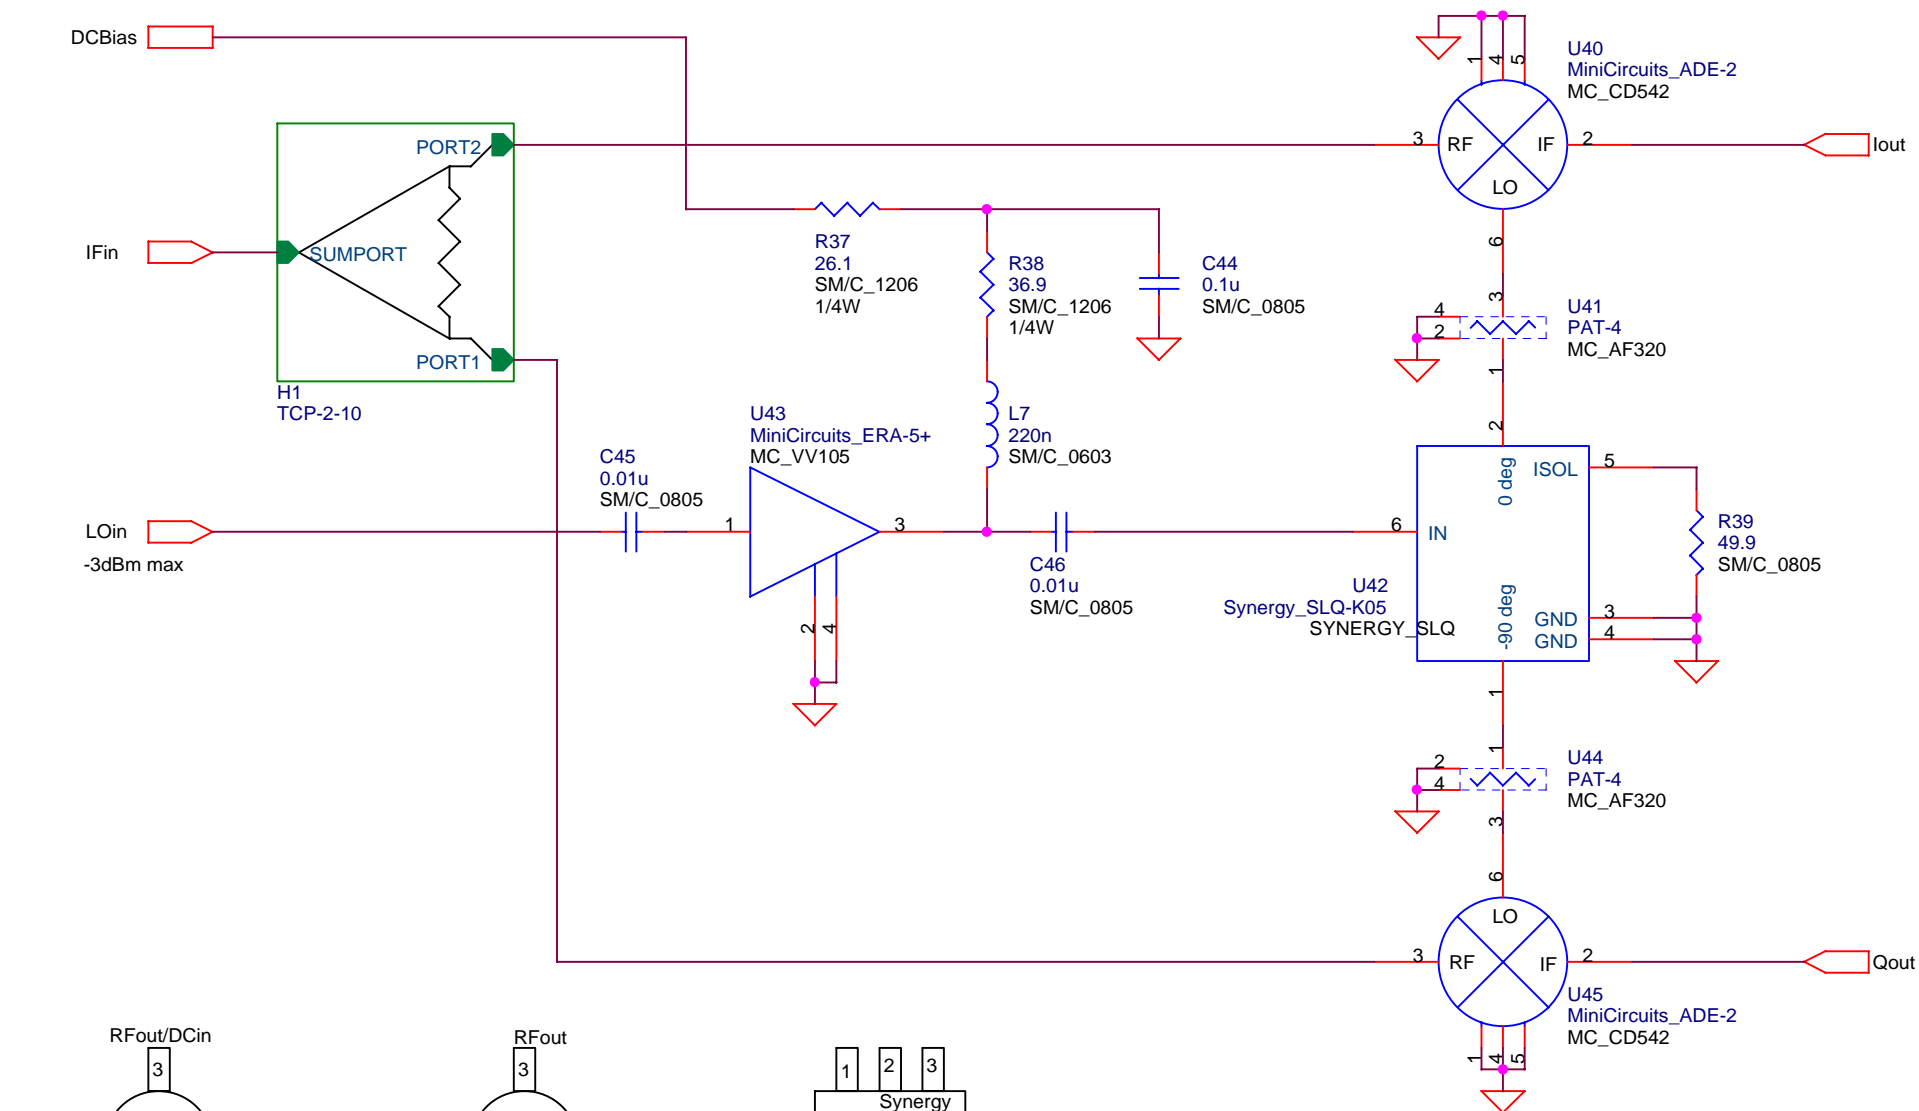 DCBias
U40
MiniCircuits_ADE-2
MC_CD542
1
4
5
PORT2
3
RF
IF
2
Iout
LO
IFin
SUMPORT
R37
26.1
SM/C_1206
1/4W
R38
36.9
SM/C_1206
1/4W
C44
0.1u
SM/C_0805
6
3
4
2
U41
PAT-4
MC_AF320
1
PORT1
H1
TCP-2-10
U43
MiniCircuits_ERA-5+
MC_VV105
L7
220n
SM/C_0603
2
C45
0.01u
SM/C_0805
0 deg
ISOL
5
LOin
-3dBm max
1
3
6
IN
R39
49.9
SM/C_0805
C46
0.01u
SM/C_0805
U42
Synergy_SLQ-K05
SYNERGY_SLQ
-90 deg
GND
3
GND
4
2
4
1
1
2
4
U44
PAT-4
MC_AF320
3
6
LO
3
RF
IF
2
Qout
U45
MiniCircuits_ADE-2
MC_CD542
1
4
5
RFout/DCin
3
RFout
3
1
2
3
Synergy